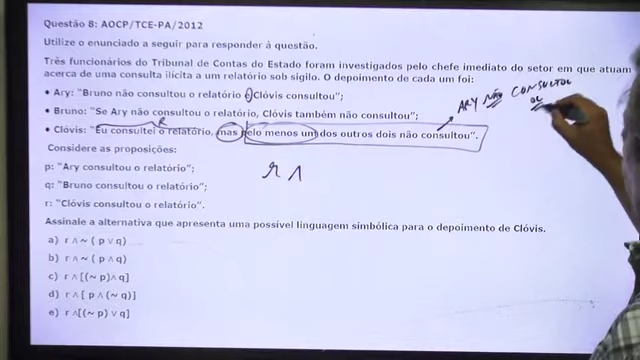 Questão 8: AOCP/TCE-PA/2012
Utilize o enunciado a seguir para responder à questão.
Três funcionários do Tribunal de Contas do Estado foram investigados pelo chefe imediato do setor em que atuam
acerca de uma consulta ilícita a um relatório sob sigilo. O depoimento de cada um foi:
• Ary: "Bruno não consultou o relatório e Clóvis consultou";
• Bruno: "Se Ary não consultou o relatório, Clóvis também não consultou";
• Clóvis: "Eu consultei o relatório, mas pelo menos um dos outros dois não consultou".
R
ARY NÃO CONSULTOU
OU
Considere as proposições:
p: "Ary consultou o relatório";
q: "Bruno consultou o relatório";
r: "Clóvis consultou o relatório".
r ∧
Assinale a alternativa que apresenta uma possível linguagem simbólica para o depoimento de Clóvis.
a) r ∧ ~ ( p ∨ q)
b) r ∧ ~ ( p ∧ q)
c) r ∧ [(~ p) ∧ q]
d) r ∧ [ p ∧ (~ q)]
e) r ∧[(~ p) ∨ q]